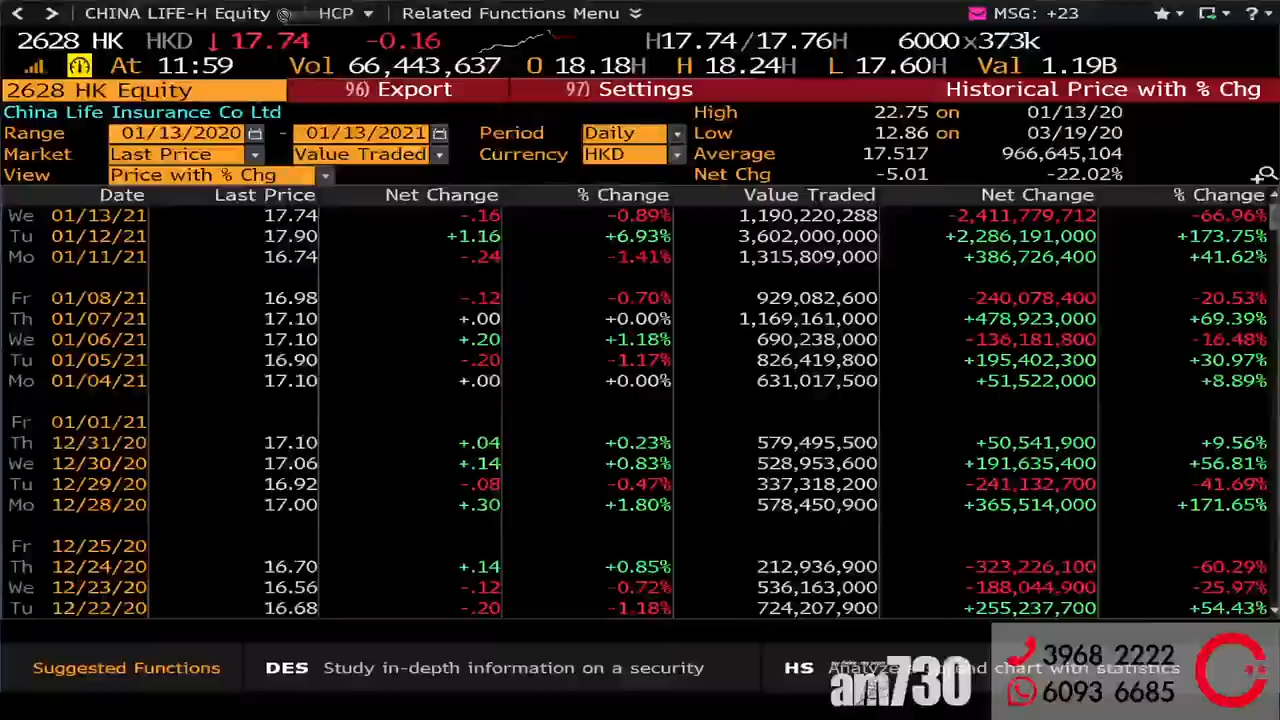 CHINA LIFE-H Equity HCP Related Functions Menu MSG: +23 ?
2628 HK HKD ↓ 17.74 -0.16 H17.74/17.76H 6000x373k
At 11:59 Vol 66,443,637 O 18.18H H 18.24H L 17.60H Val 1.19B
2628 HK Equity 96) Export 97) Settings Historical Price with % Chg
China Life Insurance Co Ltd High 22.75 on 01/13/20
Range 01/13/2020 - 01/13/2021 Period Daily Low 12.86 on 03/19/20
Market Last Price Value Traded Currency HKD Average 17.517 966,645,104
View Price with % Chg Net Chg -5.01 -22.02%
Date Last Price Net Change % Change Value Traded Net Change % Change
We 01/13/21 17.74 -.16 -0.89% 1,190,220,288 -2,411,779,712 -66.96%
Tu 01/12/21 17.90 +1.16 +6.93% 3,602,000,000 +2,286,191,000 +173.75%
Mo 01/11/21 16.74 -.24 -1.41% 1,315,809,000 +386,726,400 +41.62%
Fr 01/08/21 16.98 -.12 -0.70% 929,082,600 -240,078,400 -20.53%
Th 01/07/21 17.10 +.00 +0.00% 1,169,161,000 +478,923,000 +69.39%
We 01/06/21 17.10 +.20 +1.18% 690,238,000 -136,181,800 -16.48%
Tu 01/05/21 16.90 -.20 -1.17% 826,419,800 +195,402,300 +30.97%
Mo 01/04/21 17.10 +.00 +0.00% 631,017,500 +51,522,000 +8.89%
Fr 01/01/21
Th 12/31/20 17.10 +.04 +0.23% 579,495,500 +50,541,900 +9.56%
We 12/30/20 17.06 +.14 +0.83% 528,953,600 +191,635,400 +56.81%
Tu 12/29/20 16.92 -.08 -0.47% 337,318,200 -241,132,700 -41.69%
Mo 12/28/20 17.00 +.30 +1.80% 578,450,900 +365,514,000 +171.65%
Fr 12/25/20
Th 12/24/20 16.70 +.14 +0.85% 212,936,900 -323,226,100 -60.29%
We 12/23/20 16.56 -.12 -0.72% 536,163,000 -188,044,900 -25.97%
Tu 12/22/20 16.68 -.20 -1.18% 724,207,900 +255,237,700 +54.43%
Suggested Functions DES Study in-depth information on a security HS Analyze chart with statistics
am730
3968 2222
6093 6685